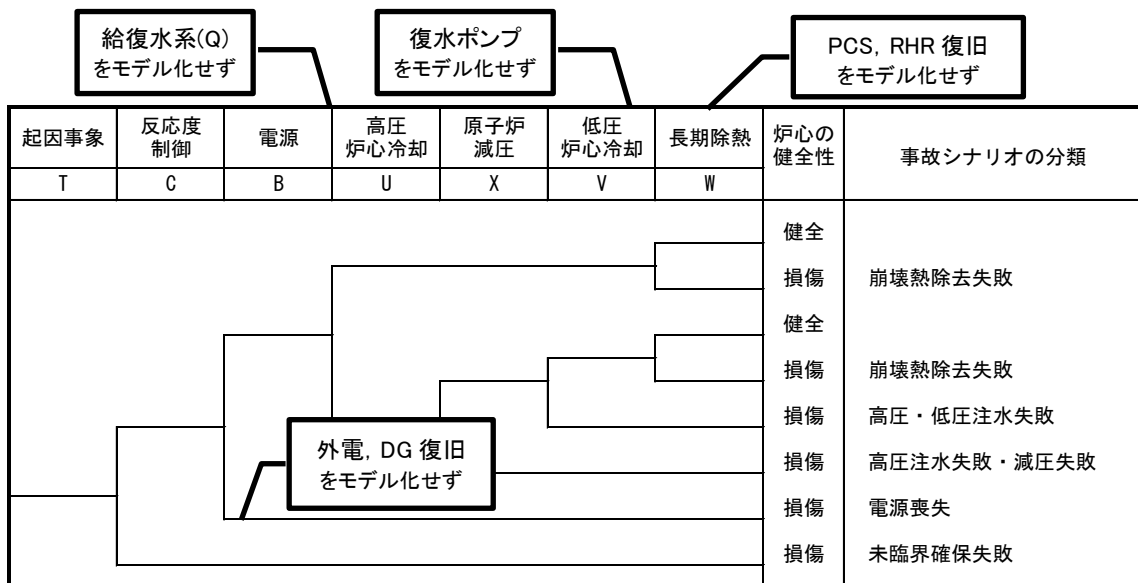 給復水系(Q)
をモデル化せず
復水ポンプ
をモデル化せず
PCS, RHR 復旧
をモデル化せず
起因事象
反応度
制御
電源
高圧
炉心冷却
原子炉
減圧
低圧
炉心冷却
長期除熱
炉心の
健全性
事故シナリオの分類
T
C
B
U
X
V
W
健全
損傷 崩壊熱除去失敗
健全
損傷 崩壊熱除去失敗
損傷 高圧・低圧注水失敗
損傷 高圧注水失敗・減圧失敗
損傷 電源喪失
損傷 未臨界確保失敗
外電, DG 復旧
をモデル化せず